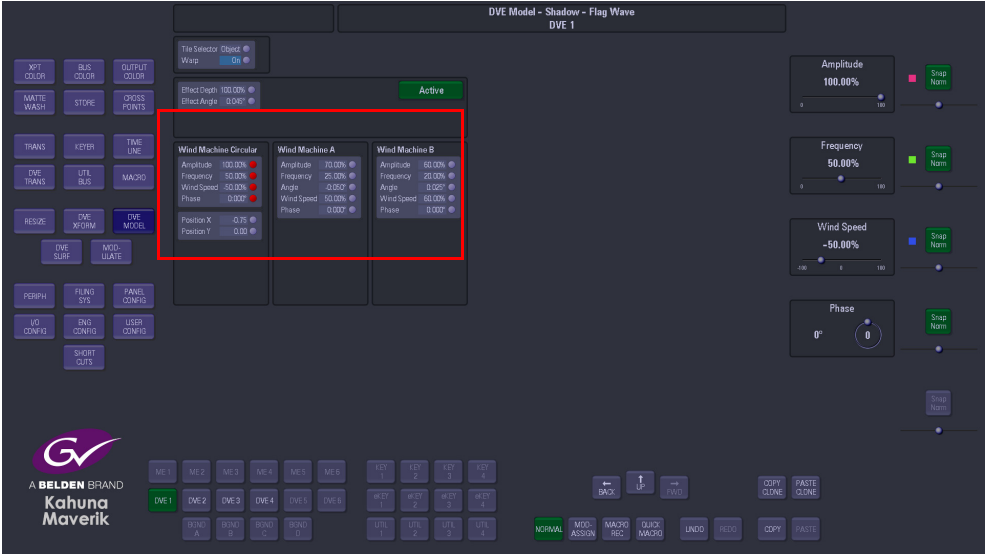 DVE Model - Shadow - Flag Wave
DVE 1
Tile Selector Object
Warp On
Effect Depth 100.00%
Effect Angle 0.045°
Active
Wind Machine Circular
Amplitude 100.00%
Frequency 50.00%
Wind Speed -50.00%
Phase 0.000°
Position X -0.75
Position Y 0.00
Wind Machine A
Amplitude 70.00%
Frequency 25.00%
Angle -0.050°
Wind Speed 50.00%
Phase 0.000°
Wind Machine B
Amplitude 60.00%
Frequency 20.00%
Angle 0.025°
Wind Speed 60.00%
Phase 0.000°
XPT
COLOR
BUS
COLOR
OUTPUT
COLOR
MATTE
WASH
STORE
CROSS
POINTS
TRANS
KEYER
TIME
LINE
DVE
TRANS
UTIL
BUS
MACRO
RESIZE
DVE
XFORM
DVE
MODEL
DVE
SURF
MOD-
ULATE
PERIPH
FILING
SYS
PANEL
CONFIG
I/O
CONFIG
ENG
CONFIG
USER
CONFIG
SHORT
CUTS
Amplitude
100.00%
0 100
Snap
Norm
Frequency
50.00%
0 100
Snap
Norm
Wind Speed
-50.00%
-100 0 100
Snap
Norm
Phase
0° 0
Snap
Norm
Snap
Norm
GV
A BELDEN BRAND
Kahuna
Maverik
ME 1 ME 2 ME 3 ME 4 ME 5 ME 6
DVE 1 DVE 2 DVE 3 DVE 4 DVE 5 DVE 6
BGND
A
BGND
B
BGND
C
BGND
D
KEY
1
KEY
2
KEY
3
KEY
4
eKEY
1
eKEY
2
eKEY
3
eKEY
4
UTIL
1
UTIL
2
UTIL
3
UTIL
4
←
BACK
↑
UP
→
FWD
COPY
CLONE
PASTE
CLONE
NORMAL
MOD-
ASSIGN
MACRO
REC
QUICK
MACRO
UNDO
REDO
COPY
PASTE